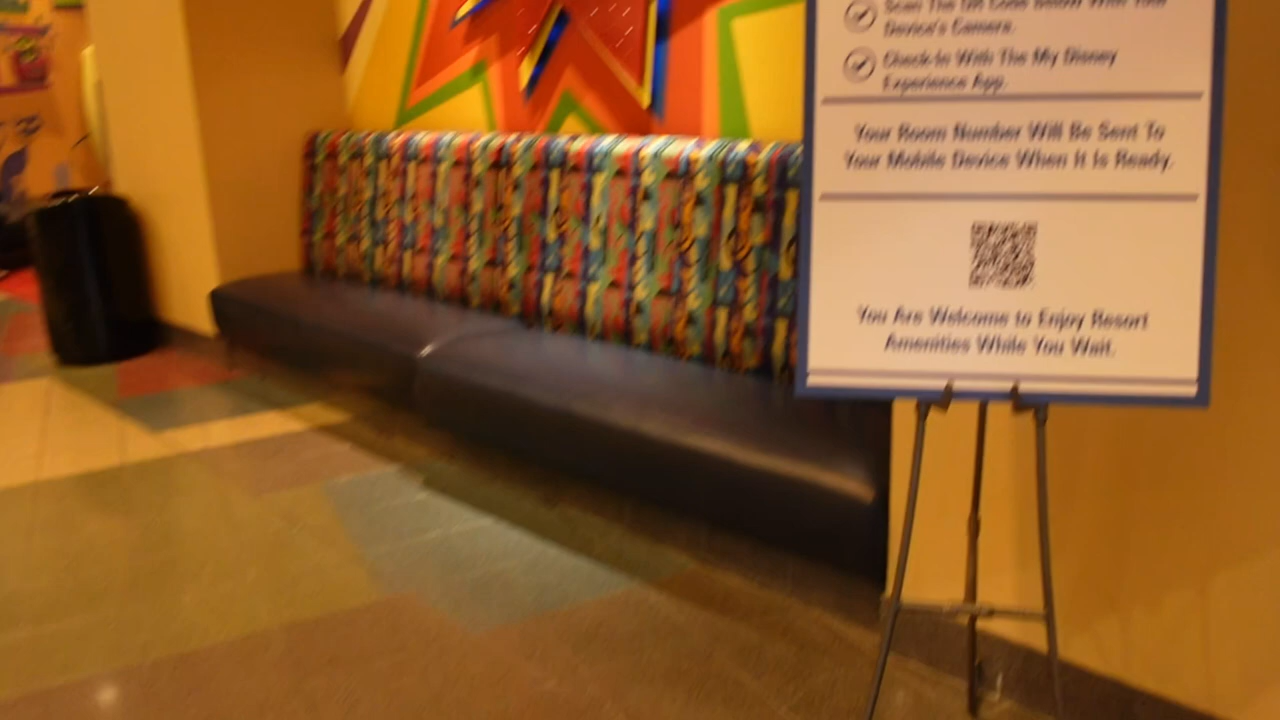 Scan The QR Code Below With Your
Device's Camera.
Check-In With The My Disney
Experience App.
Your Room Number Will Be Sent To
Your Mobile Device When It Is Ready.
You Are Welcome to Enjoy Resort
Amenities While You Wait.